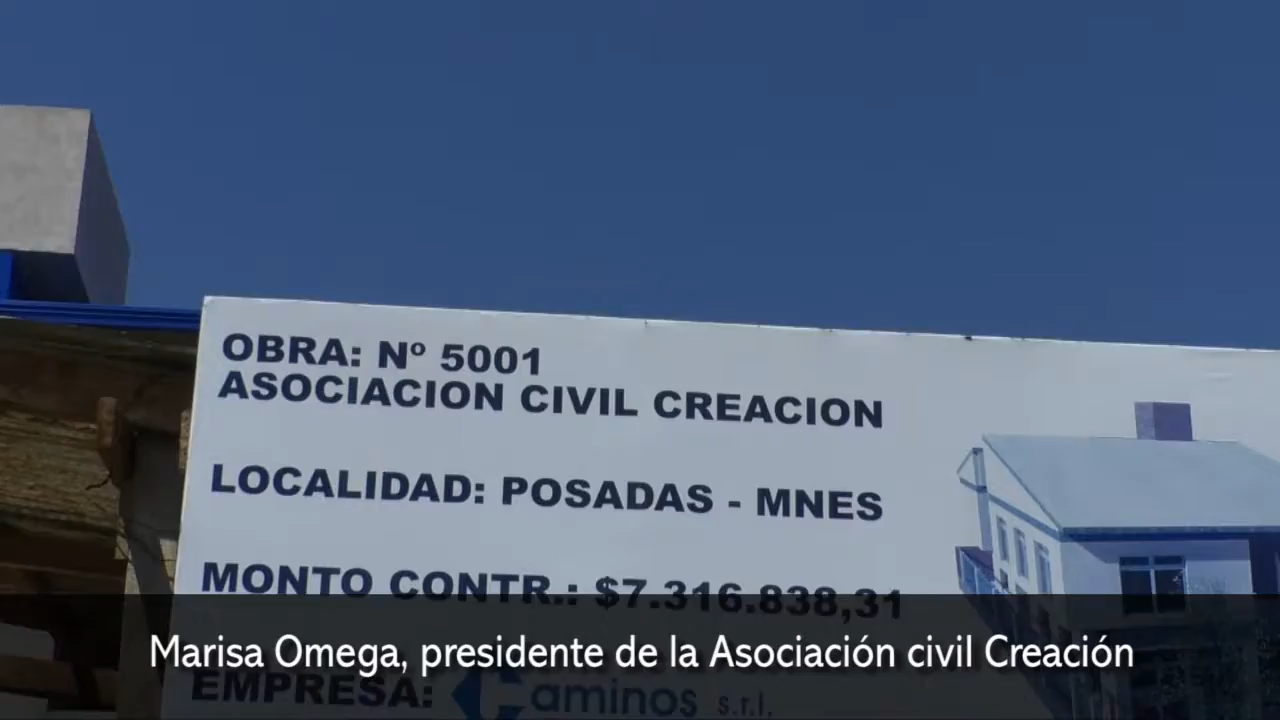 OBRA: Nº 5001
ASOCIACION CIVIL CREACION
LOCALIDAD: POSADAS - MNES
MONTO CONTR.: $7.316.838,31
Marisa Omega, presidente de la Asociación civil Creación
EMPRESA: Caminos s.r.l.